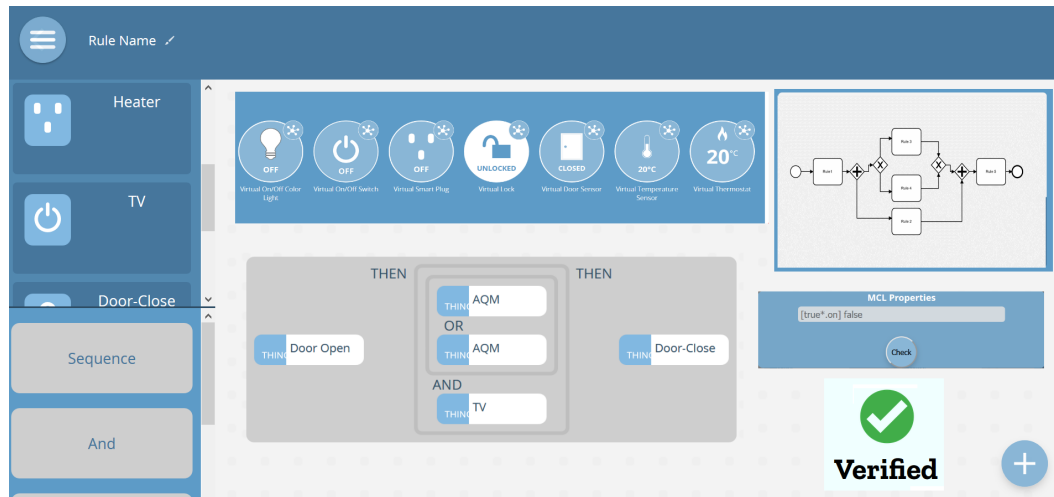 Rule Name
Heater
TV
Door-Close
Sequence
And
OFF
OFF
OFF
UNLOCKED
CLOSED
20°C
20°C
Virtual On/Off Color Light
Virtual On/Off Switch
Virtual Smart Plug
Virtual Lock
Virtual Door Sensor
Virtual Temperature Sensor
Virtual Thermostat
THEN
THEN
THING
AQM
OR
THING
Door Open
THING
AQM
THING
Door-Close
AND
THING
TV
Rule1
Rule 3
X
X
Rule 4
Rule 2
Rule 5
MCL Properties
[true*.on] false
Check
Verified